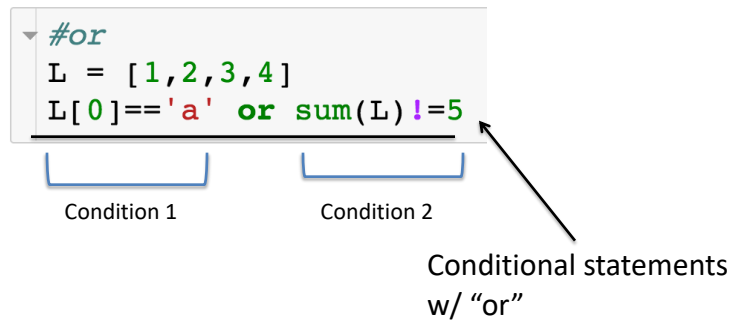 #or
L = [1,2,3,4]
L[0]=='a' or sum(L)!=5
Condition 1
Condition 2
Conditional statements
w/ “or”